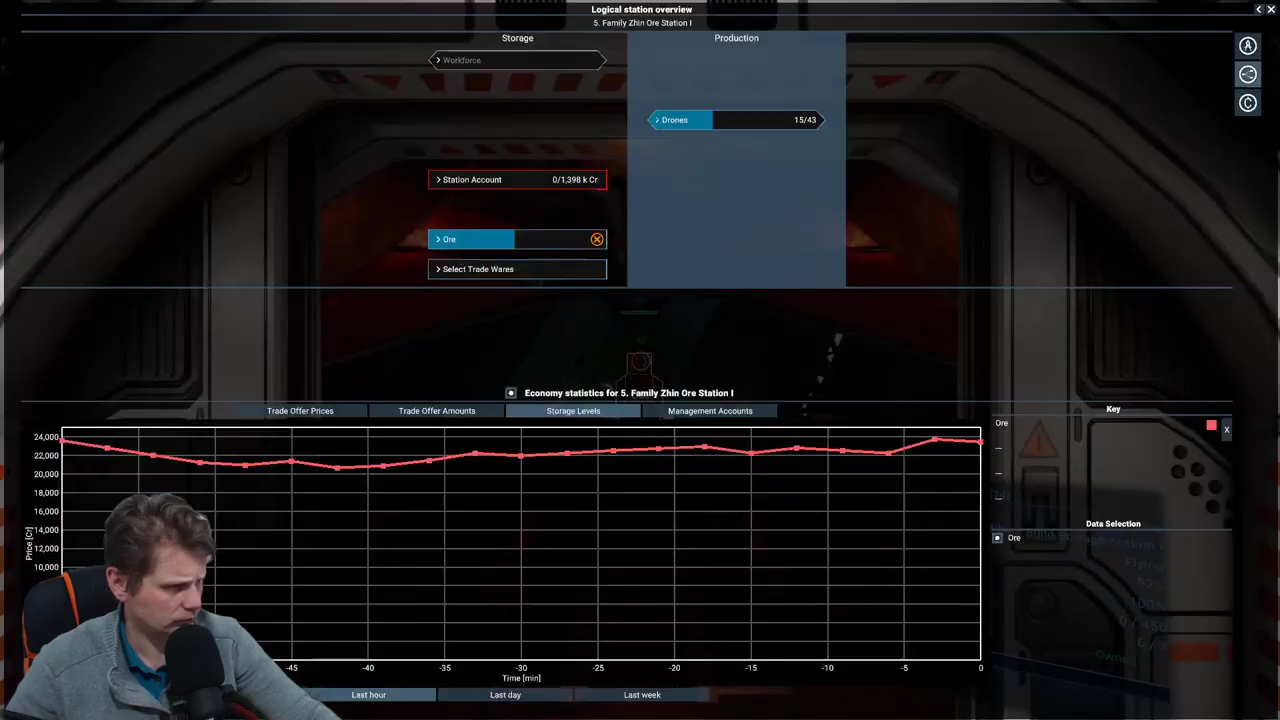 Logical station overview
5. Family Zhin Ore Station I
Storage
Production
Workforce
Drones
15/43
Station Account
0/1,398 k Cr
Ore
Select Trade Wares
Economy statistics for 5. Family Zhin Ore Station I
Trade Offer Prices
Trade Offer Amounts
Storage Levels
Management Accounts
Key
Ore
X
Data Selection
Ore
24,000
22,000
20,000
18,000
16,000
14,000
12,000
10,000
Price [Cr]
-45
-40
-35
-30
-25
-20
-15
-10
-5
0
Time [min]
Last hour
Last day
Last week